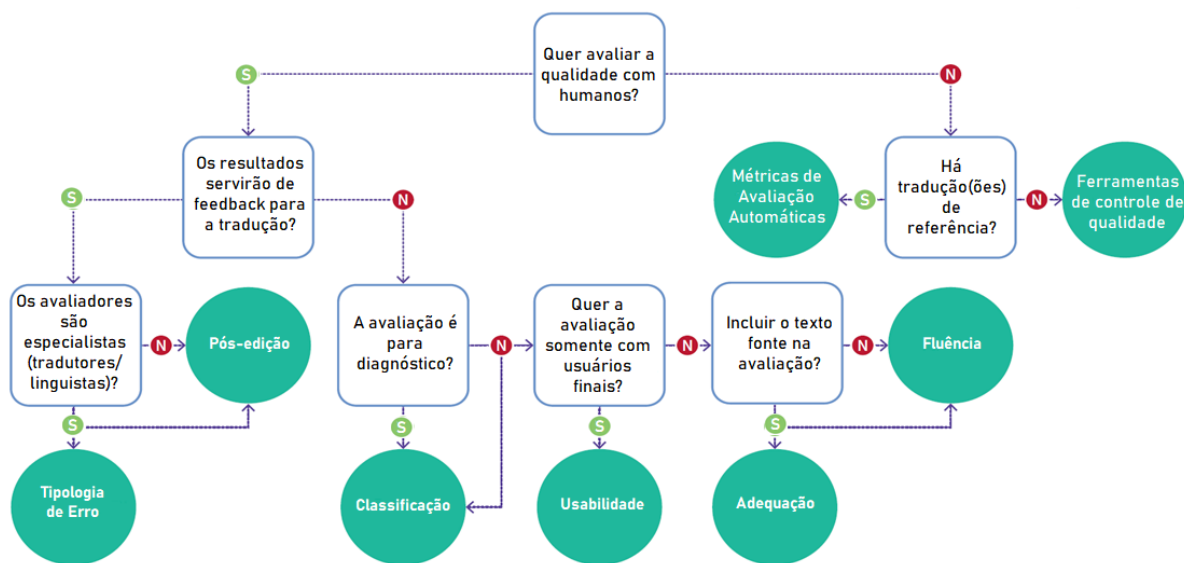 Quer avaliar a
qualidade com
humanos?
S
N
Os resultados
servirão de
feedback para
a tradução?
S
N
Métricas de
Avaliação
Automáticas
S
Há
tradução(ões)
de
referência?
N
Ferramentas
de controle de
qualidade
Os avaliadores
são
especialistas
(tradutores/
linguistas)?
N
Pós-edição
A avaliação é
para
diagnóstico?
N
Quer a
avaliação
somente com
usuários
finais?
N
Incluir o texto
fonte na
avaliação?
N
Fluência
S
S
S
S
Tipologia
de Erro
Classificação
Usabilidade
Adequação